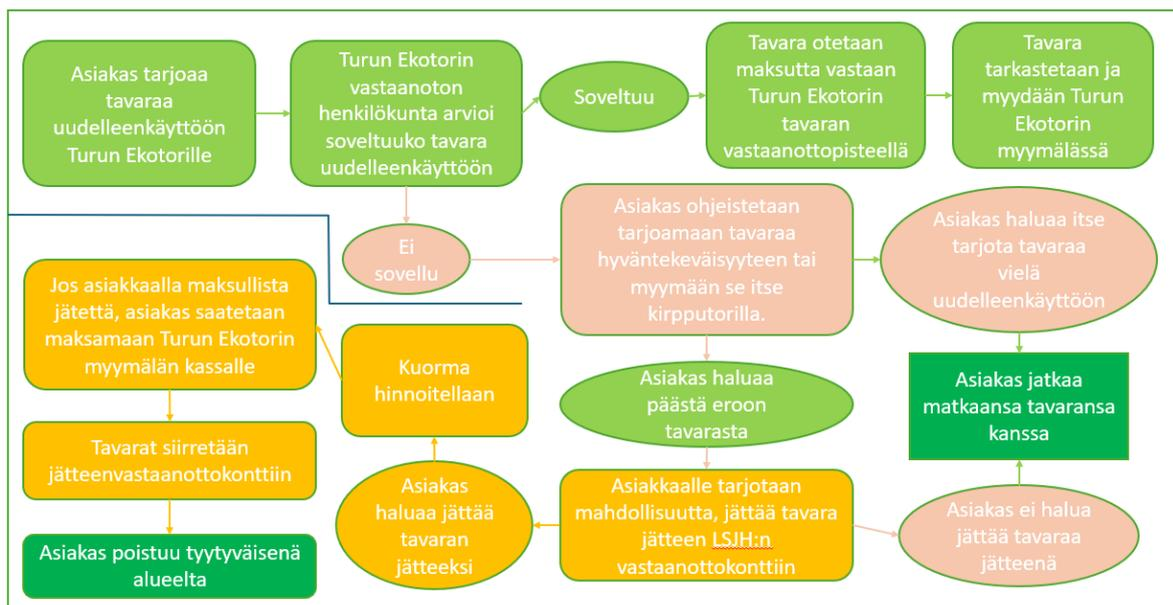 Asiakas tarjoaa
tavaraa
uudelleenkäyttöön
Turun Ekotorille
Turun Ekotorin
vastaanoton
henkilökunta arvioi
soveltuuko tavara
uudelleenkäyttöön
Soveltuu
Tavara otetaan
maksutta vastaan
Turun Ekotorin
tavaran
vastaanottopisteellä
Tavara
tarkastetaan ja
myydään Turun
Ekotorin
myymälässä
Ei
sovellu
Asiakas ohjeistetaan
tarjoamaan tavaraa
hyväntekeväisyyteen tai
myymään se itse
kirpputorilla.
Asiakas haluaa itse
tarjota tavaraa
vielä
uudelleenkäyttöön
Asiakas jatkaa
matkaansa tavaransa
kanssa
Asiakas haluaa
päästä eroon
tavarasta
Asiakkaalle tarjotaan
mahdollisuutta, jättää tavara
jätteen LSJH:n
vastaanottokonttiin
Asiakas ei halua
jättää tavaraa
jätteenä
Asiakas
haluaa jättää
tavaran
jätteeksi
Kuorma
hinnoitellaan
Jos asiakkaalla maksullista
jätettä, asiakas saatetaan
maksamaan Turun Ekotorin
myymälän kassalle
Tavarat siirretään
jätteenvastaanottokonttiin
Asiakas poistuu tyytyväisenä
alueelta